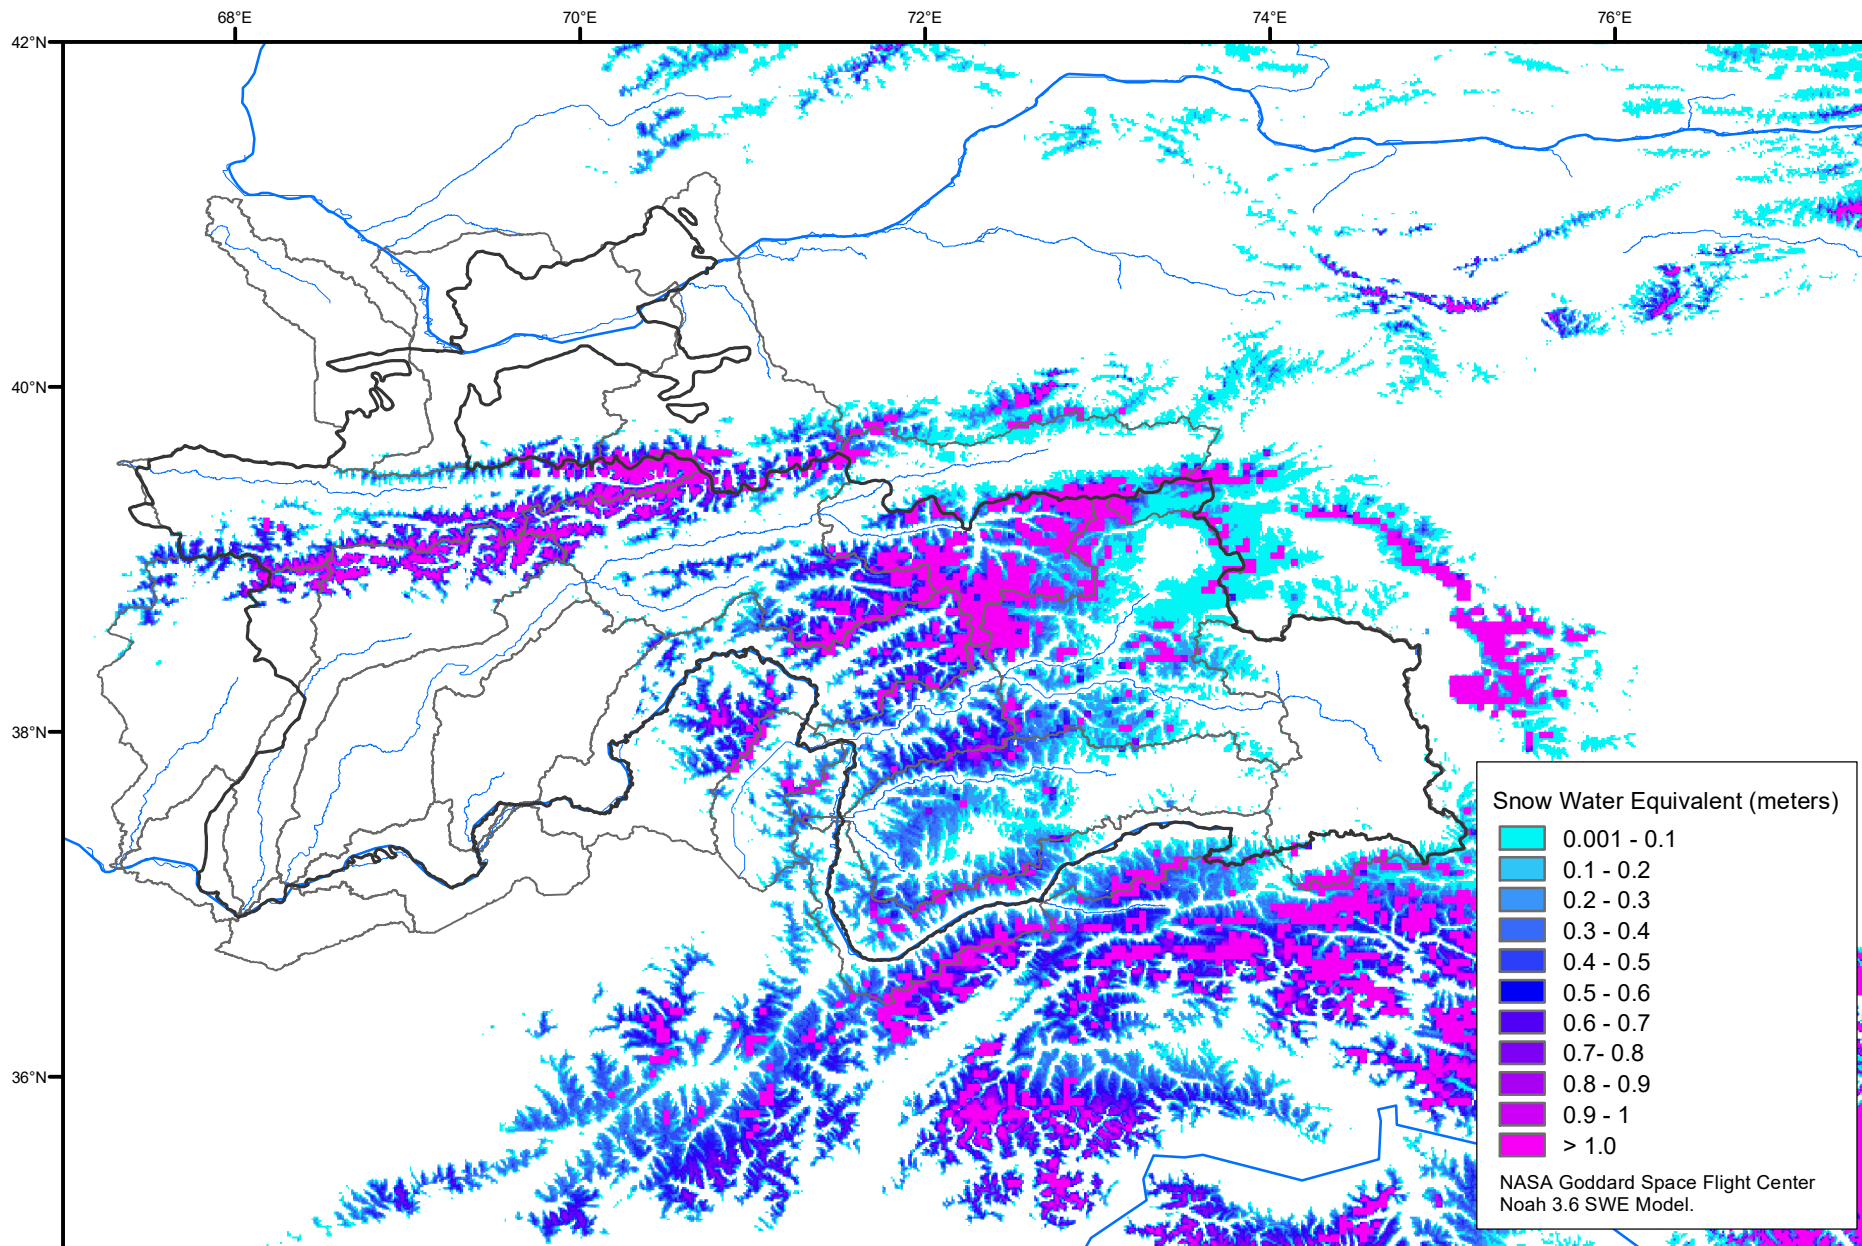 68°E
70°E
72°E
74°E
76°E
42°N
40°N
38°N
36°N
Snow Water Equivalent (meters)
0.001 - 0.1
0.1 - 0.2
0.2 - 0.3
0.3 - 0.4
0.4 - 0.5
0.5 - 0.6
0.6 - 0.7
0.7- 0.8
0.8 - 0.9
0.9 - 1
> 1.0
NASA Goddard Space Flight Center
Noah 3.6 SWE Model.